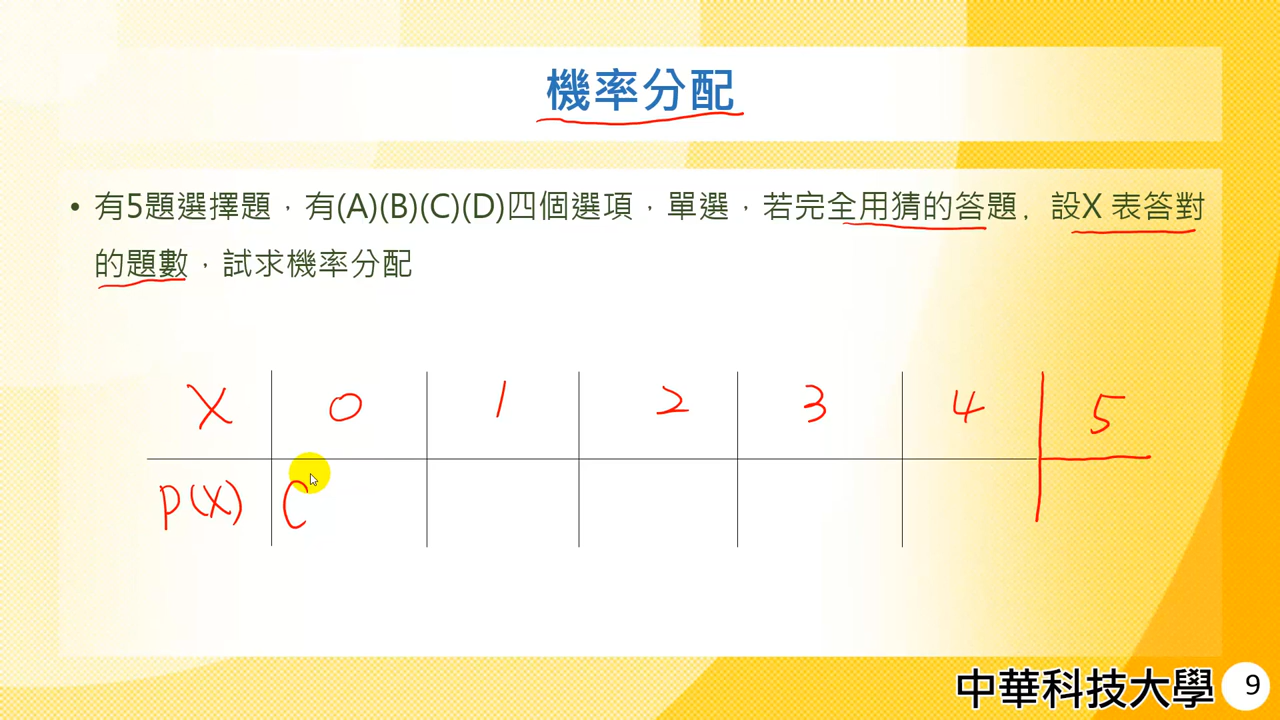 機率分配
• 有5題選擇題，有(A)(B)(C)(D)四個選項，單選，若完全用猜的答題．設X 表答對
的題數，試求機率分配
X 0 1 2 3 4 5
P(X) C
中華科技大學 9